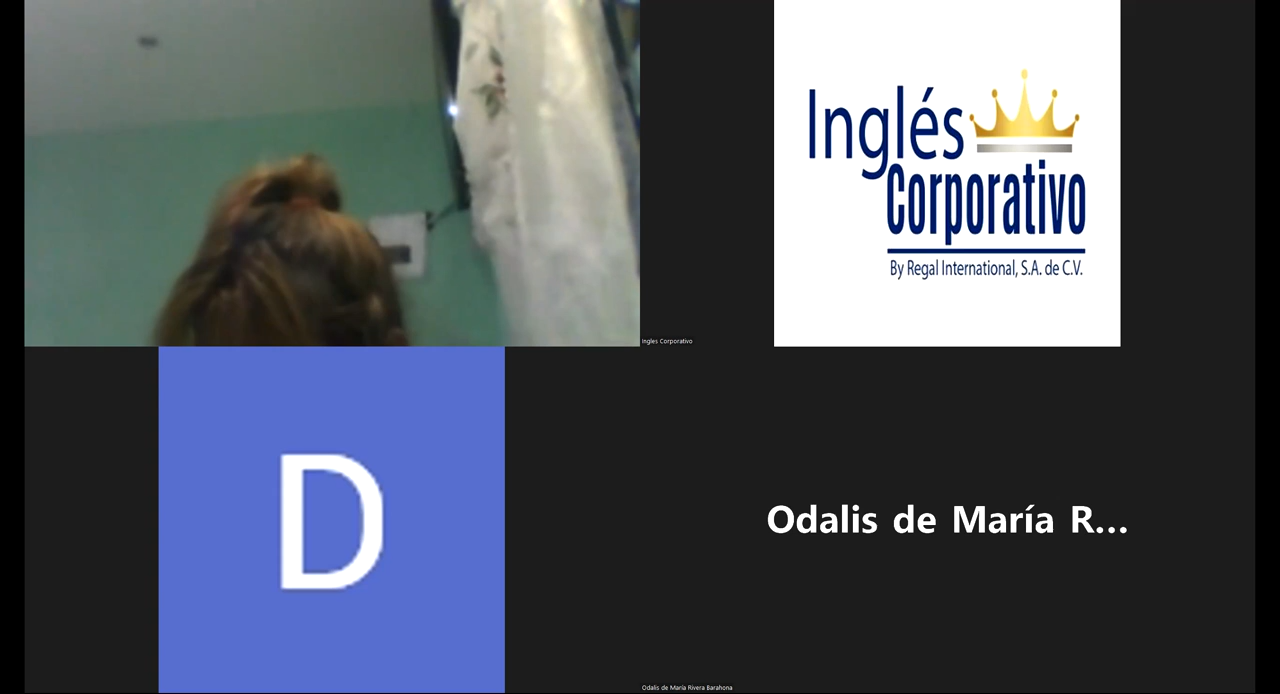 Inglés
Corporativo
By Regal International, S.A. de C.V.
Ingles Corporativo
D
Odalis de María R...
Odalis de María Rivera Barahona